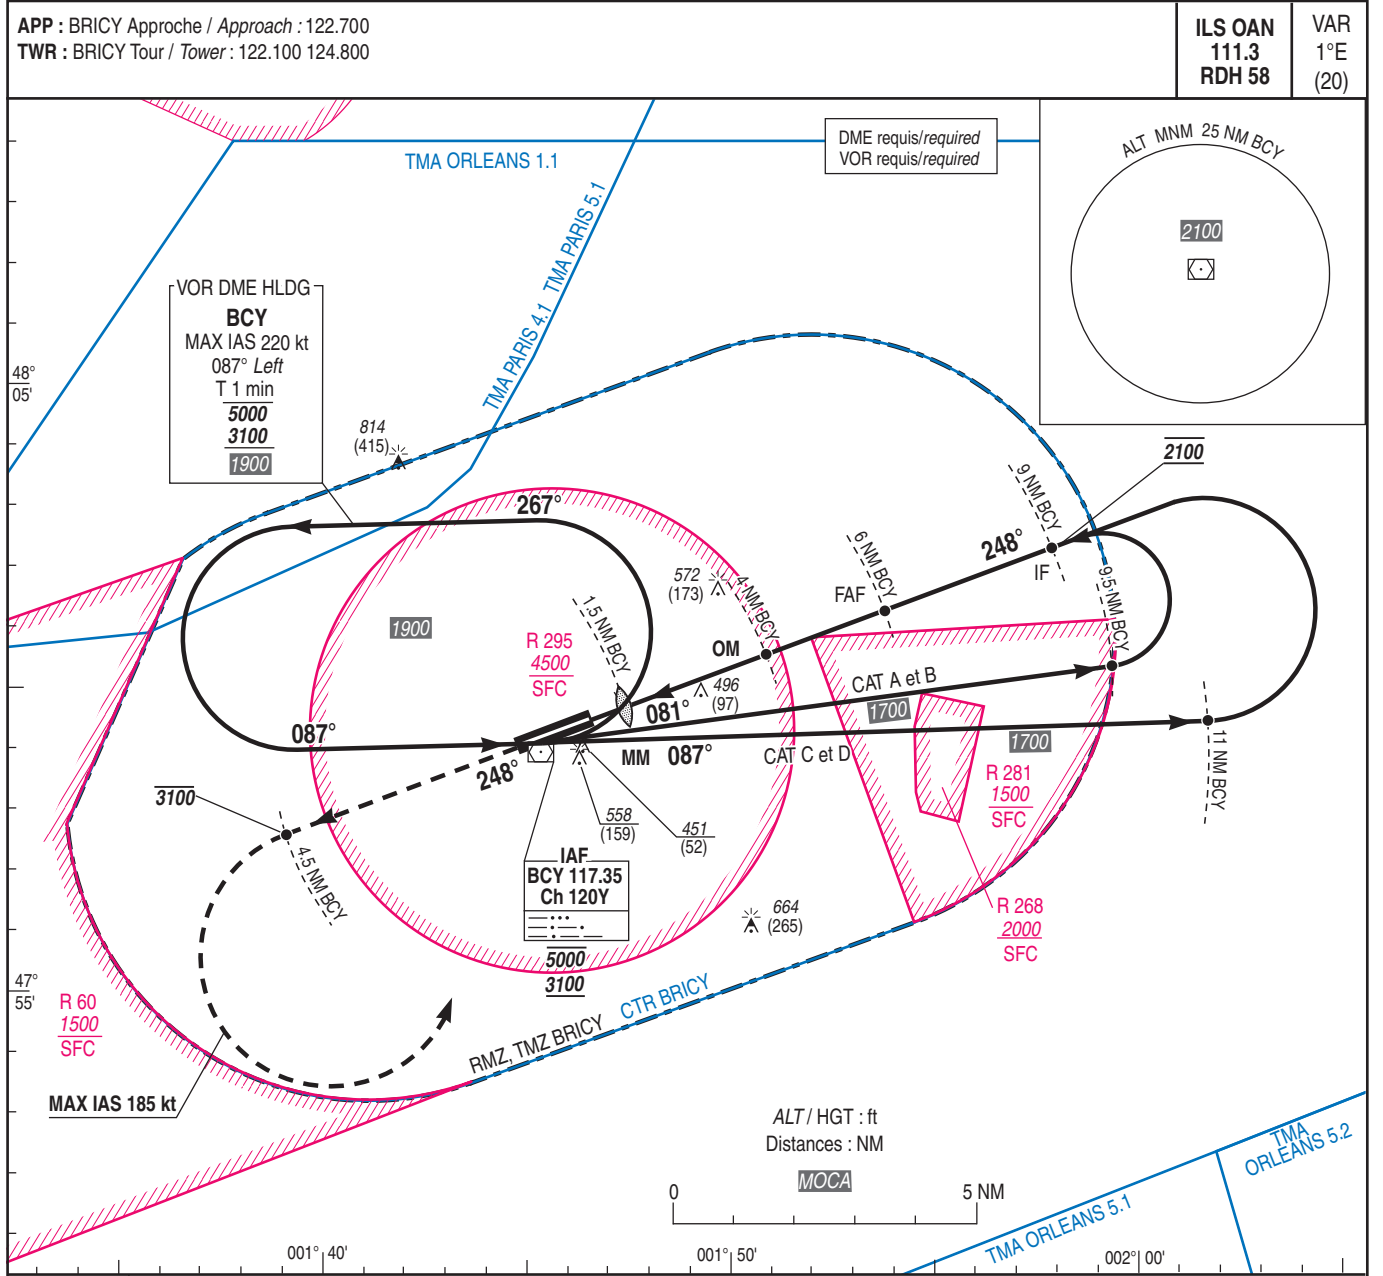 APP : BRICY Approche / Approach : 122.700
TWR : BRICY Tour / Tower : 122.100 124.800
ILS OAN
111.3
RDH 58
VAR
1°E
(20)
DME requis/required
VOR requis/required
ALT MNM 25 NM BCY
2100
TMA ORLEANS 1.1
TMA PARIS 5.1
TMA PARIS 4.1
VOR DME HLDG
BCY
MAX IAS 220 kt
087° Left
T 1 min
5000
3100
1900
48°
05'
814
(415)
2100
267°
9 NM BCY
248°
IF
6 NM BCY
FAF
9.5 NM BCY
572
(173)
4 NM BCY
1.5 NM BCY
1900
R 295
4500
SFC
OM
496
(97)
081°
CAT A et B
1700
087°
MM 087°
CAT C et D
1700
11 NM BCY
248°
3100
R 281
1500
SFC
558
(159)
451
(52)
4.5 NM BCY
IAF
BCY 117.35
Ch 120Y
5000
3100
664
(265)
R 268
2000
SFC
47°
55'
R 60
1500
SFC
RMZ, TMZ BRICY
CTR BRICY
MAX IAS 185 kt
ALT / HGT : ft
Distances : NM
MOCA
0
5 NM
TMA ORLEANS 5.1
TMA
ORLEANS 5.2
001° 40'
001° 50'
002° 00'